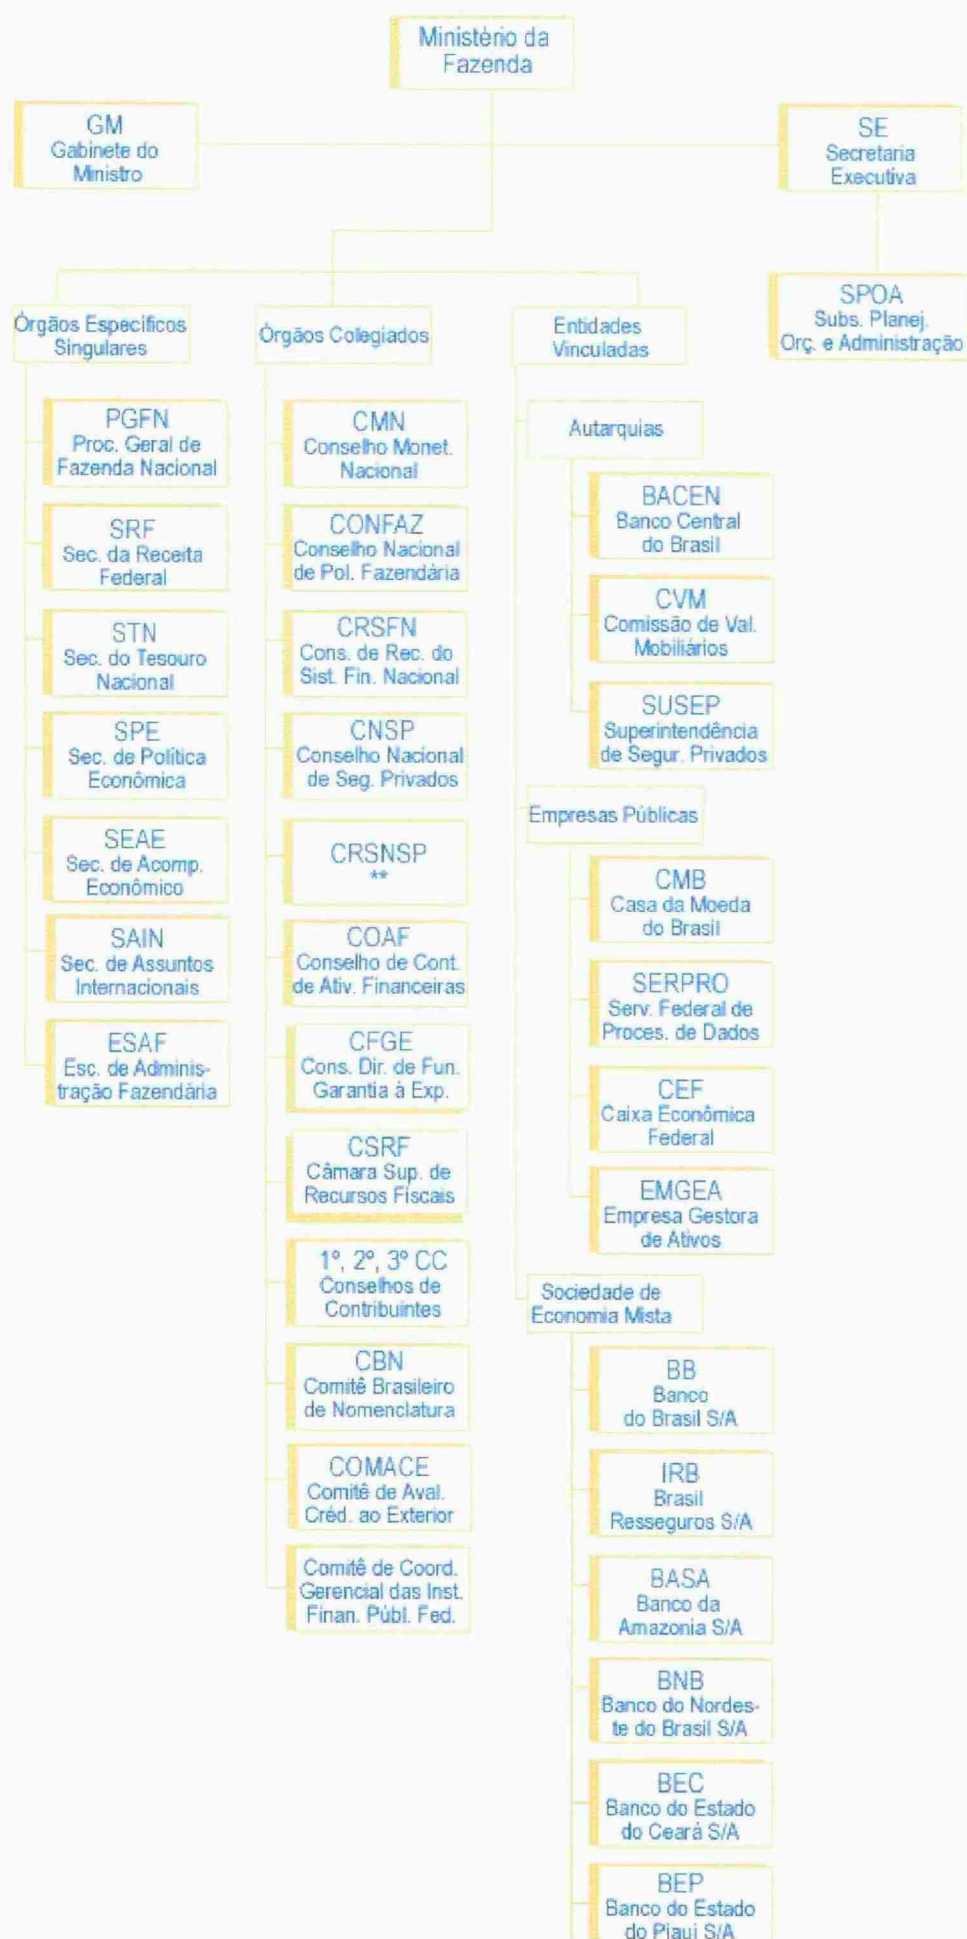 Ministério da
Fazenda
GM
Gabinete do
Ministro
SE
Secretaria
Executiva
SPOA
Subs. Planej.
Orç. e Administração
Órgãos Específicos
Singulares
PGFN
Proc. Geral de
Fazenda Nacional
SRF
Sec. da Receita
Federal
STN
Sec. do Tesouro
Nacional
SPE
Sec. de Política
Econômica
SEAE
Sec. de Acomp.
Econômico
SAIN
Sec. de Assuntos
Internacionais
ESAF
Esc. de Adminis-
tração Fazendária
Órgãos Colegiados
CMN
Conselho Monet.
Nacional
CONFAZ
Conselho Nacional
de Pol. Fazendária
CRSFN
Cons. de Rec. do
Sist. Fin. Nacional
CNSP
Conselho Nacional
de Seg. Privados
CRSNSP
**
COAF
Conselho de Cont.
de Ativ. Financeiras
CFGE
Cons. Dir. de Fun.
Garantia à Exp.
CSRF
Câmara Sup. de
Recursos Fiscais
1º, 2º, 3º CC
Conselhos de
Contribuintes
CBN
Comitê Brasileiro
de Nomenclatura
COMACE
Comitê de Aval.
Créd. ao Exterior
Comitê de Coord.
Gerencial das Inst.
Finan. Públ. Fed.
Entidades
Vinculadas
Autarquias
BACEN
Banco Central
do Brasil
CVM
Comissão de Val.
Mobiliários
SUSEP
Superintendência
de Segur. Privados
Empresas Públicas
CMB
Casa da Moeda
do Brasil
SERPRO
Serv. Federal de
Proces. de Dados
CEF
Caixa Econômica
Federal
EMGEA
Empresa Gestora
de Ativos
Sociedade de
Economia Mista
BB
Banco
do Brasil S/A
IRB
Brasil
Resseguros S/A
BASA
Banco da
Amazonia S/A
BNB
Banco do Nordes-
te do Brasil S/A
BEC
Banco do Estado
do Ceará S/A
BEP
Banco do Estado
do Piauí S/A